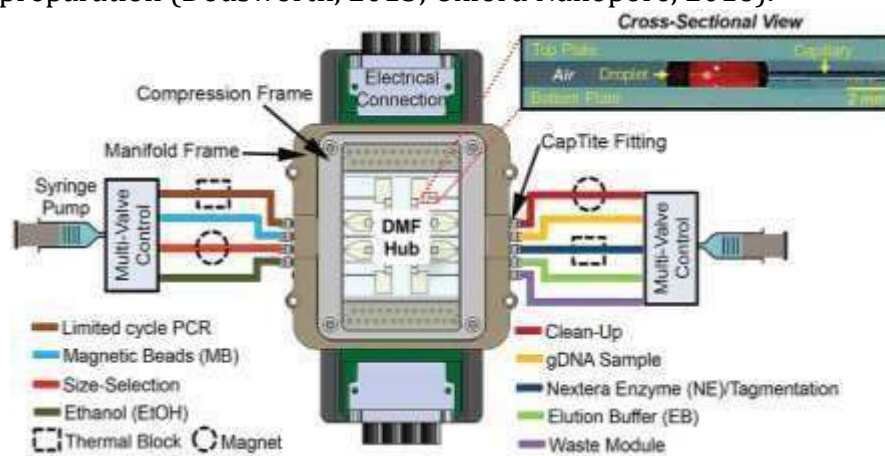 preparation (Bousworth, 2015; Oxford Nanopore, 2016).
Cross-Sectional View
Top Plate
Capillary
Air
Droplet
Bottom Plate
2 mm
Electrical
Connection
Compression Frame
Manifold Frame
CapTite Fitting
Syringe
Pump
Multi-Valve
Control
DMF
Hub
Multi-Valve
Control
Limited cycle PCR
Magnetic Beads (MB)
Size-Selection
Ethanol (EtOH)
Thermal Block
Magnet
Clean-Up
gDNA Sample
Nextera Enzyme (NE)/Tagmentation
Elution Buffer (EB)
Waste Module